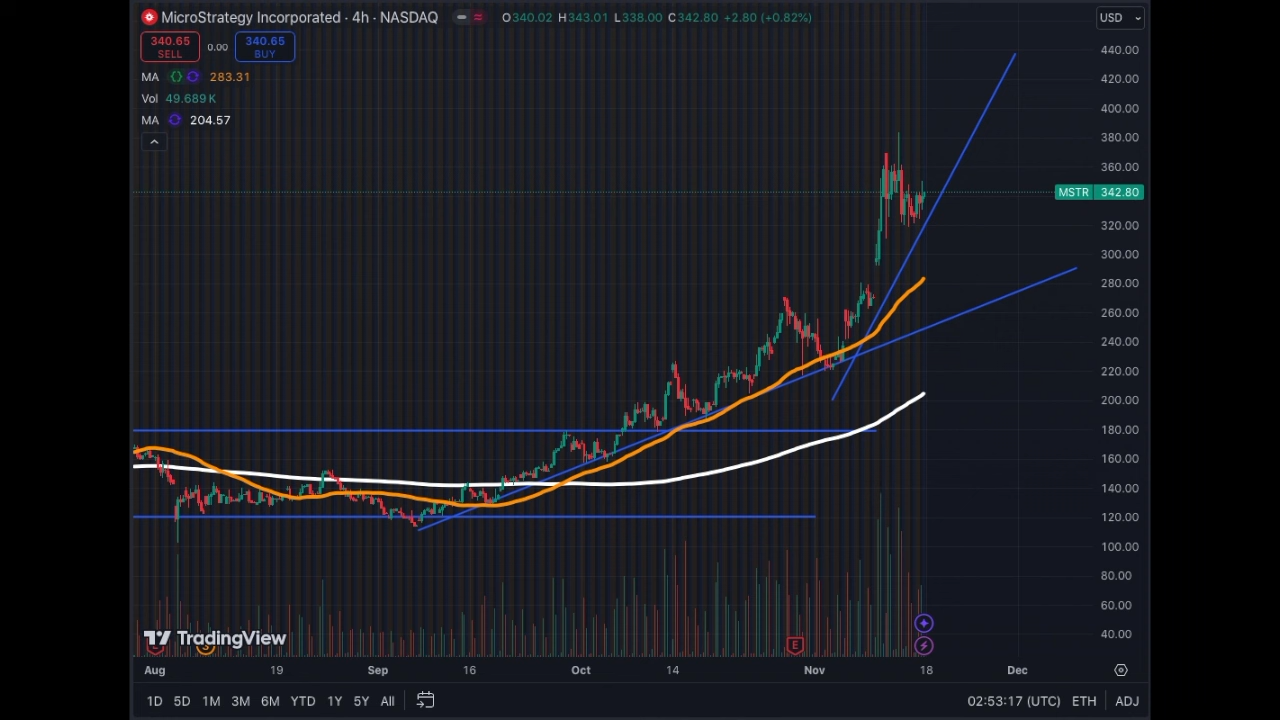 MicroStrategy Incorporated · 4h · NASDAQ
O340.02 H343.01 L338.00 C342.80 +2.80 (+0.82%)
USD
340.65 SELL
0.00
340.65 BUY
MA 283.31
Vol 49.689 K
MA 204.57
440.00
420.00
400.00
380.00
360.00
MSTR 342.80
320.00
300.00
280.00
260.00
240.00
220.00
200.00
180.00
160.00
140.00
120.00
100.00
80.00
60.00
40.00
TradingView
E
Aug 19 Sep 16 Oct 14 Nov 18 Dec
1D 5D 1M 3M 6M YTD 1Y 5Y All
02:53:17 (UTC) ETH ADJ